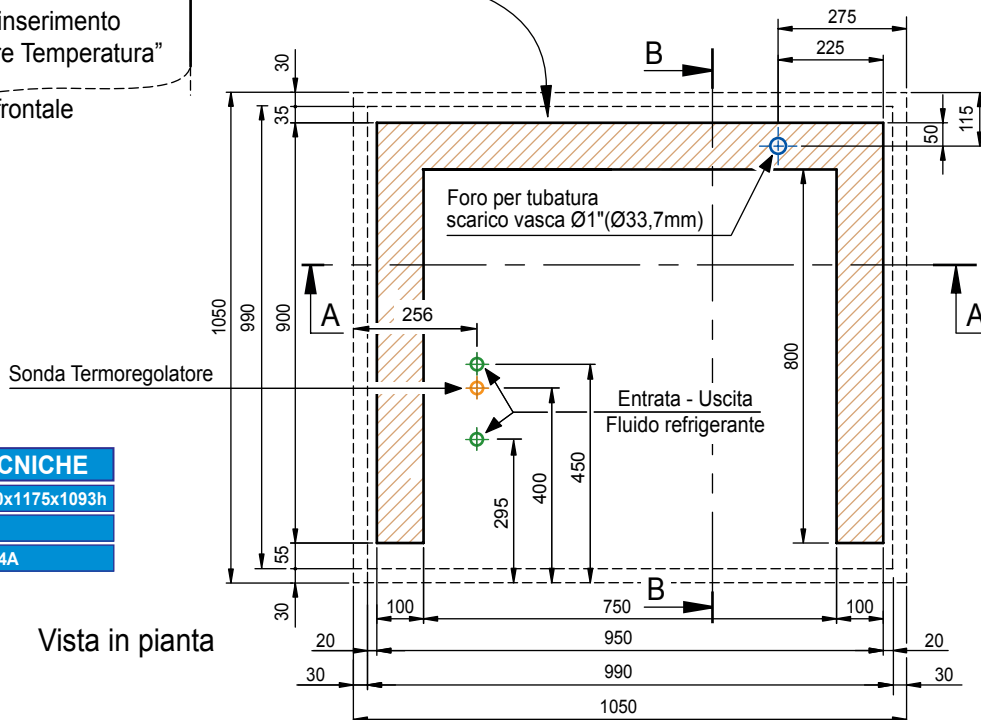 inserimento
re Temperatura”
frontale
275
225
B
30
35
50
115
Foro per tubatura
scarico vasca Ø1"(Ø33,7mm)
A
A
1050
990
900
256
800
Sonda Termoregolatore
Entrata - Uscita
Fluido refrigerante
450
400
295
CNICHE
0x1175x1093h
4A
55
30
B
100
750
100
Vista in pianta
20
950
20
30
990
30
1050